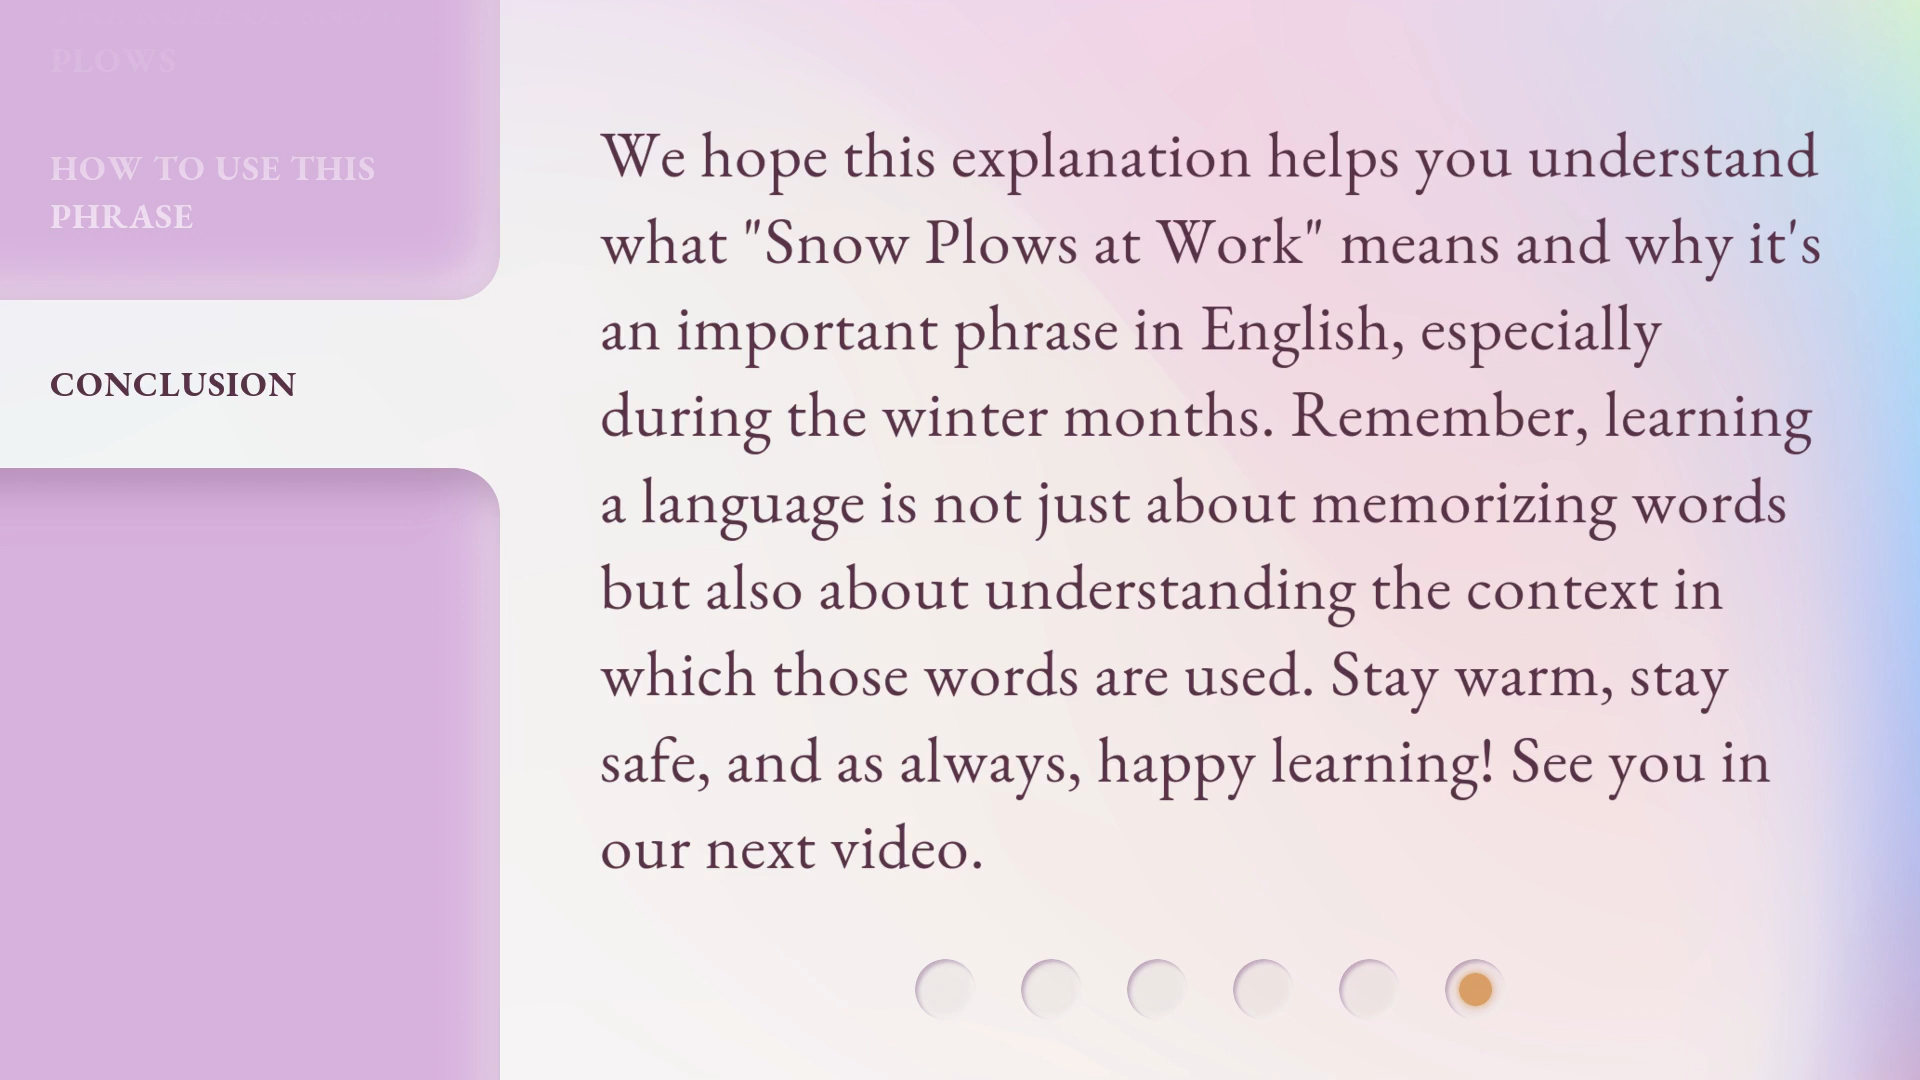 PLOWS
HOW TO USE THIS
PHRASE
CONCLUSION
We hope this explanation helps you understand
what "Snow Plows at Work" means and why it's
an important phrase in English, especially
during the winter months. Remember, learning
a language is not just about memorizing words
but also about understanding the context in
which those words are used. Stay warm, stay
safe, and as always, happy learning! See you in
our next video.